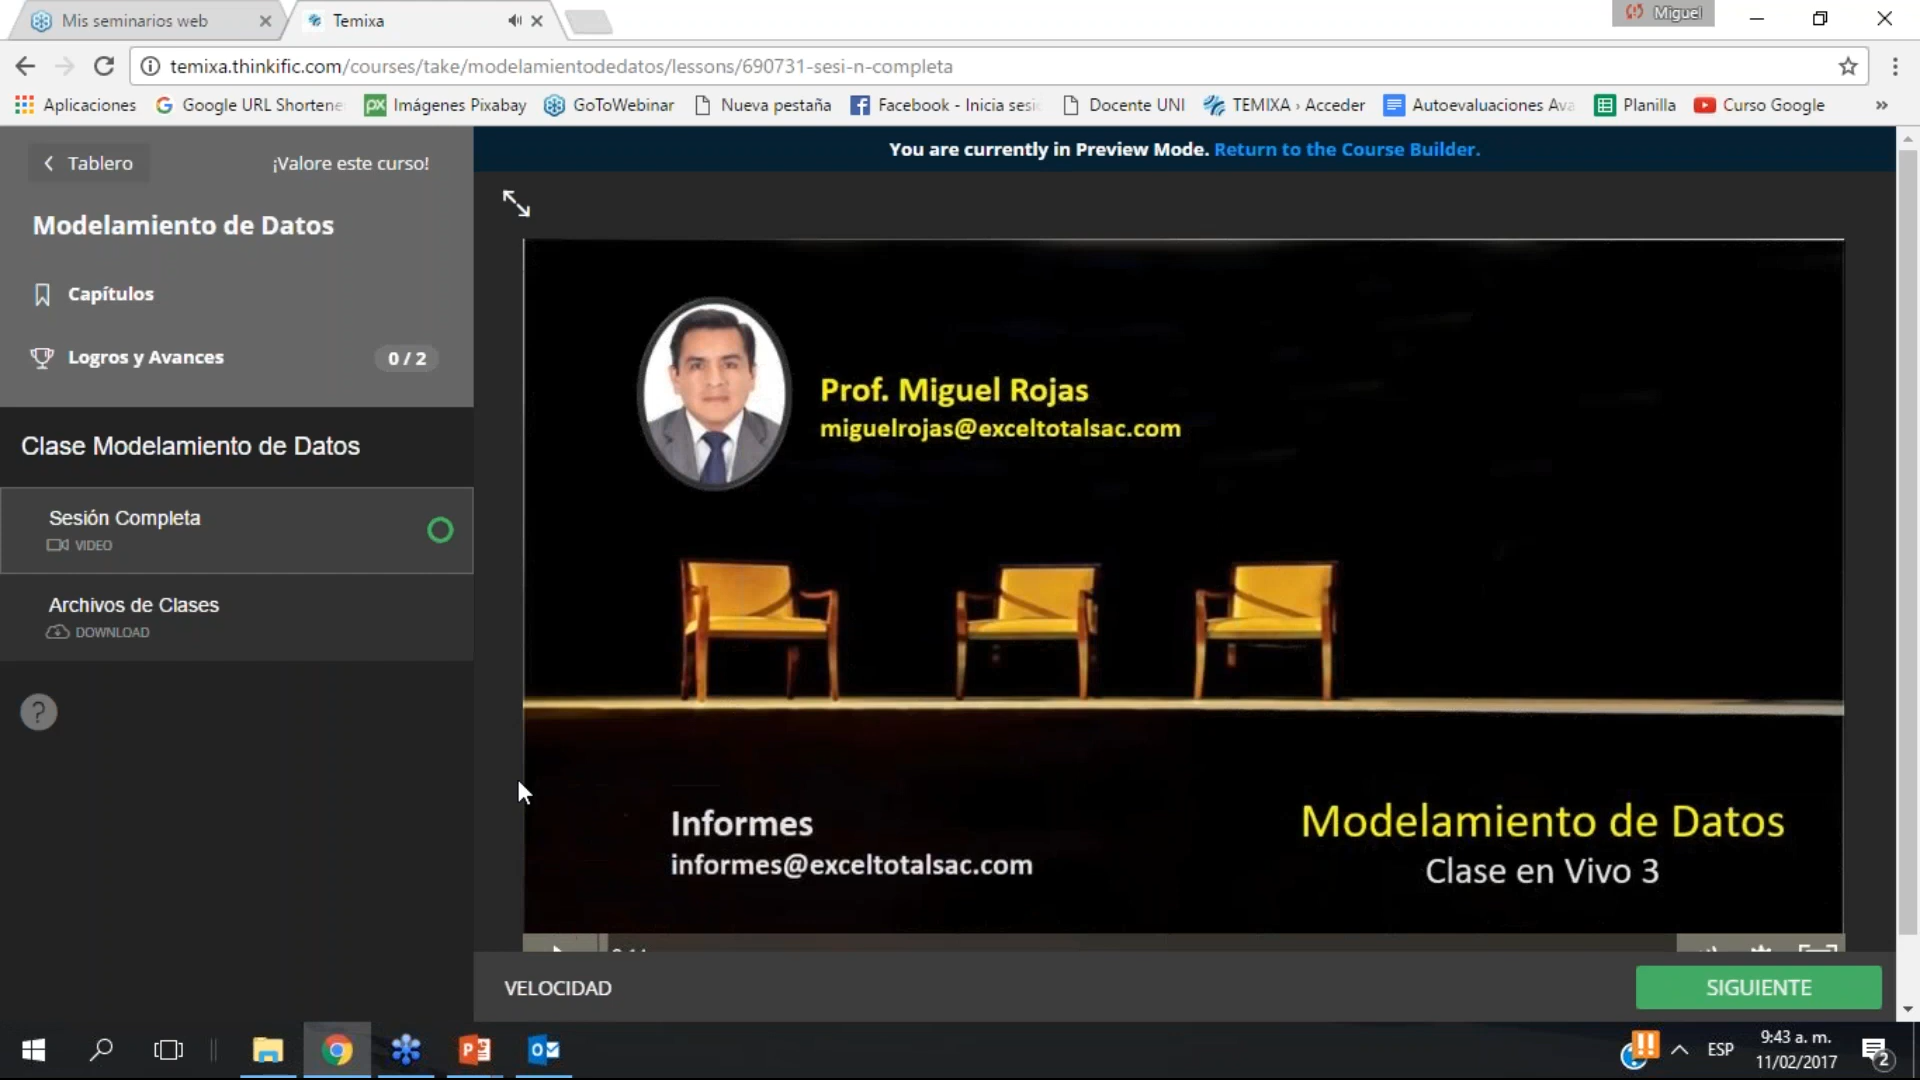 Mis seminarios web
Temixa
Miguel
temixa.thinkific.com/courses/take/modelamientodedatos/lessons/690731-sesi-n-completa
Aplicaciones
Google URL Shortene
Imágenes Pixabay
GoToWebinar
Nueva pestaña
Facebook - Inicia sesi
Docente UNI
TEMIXA › Acceder
Autoevaluaciones Ava
Planilla
Curso Google
»
Tablero
¡Valore este curso!
You are currently in Preview Mode. Return to the Course Builder.
Modelamiento de Datos
Capítulos
Logros y Avances
0 / 2
Clase Modelamiento de Datos
Sesión Completa
VIDEO
Archivos de Clases
DOWNLOAD
?
Prof. Miguel Rojas
miguelrojas@exceltotalsac.com
Informes
informes@exceltotalsac.com
Modelamiento de Datos
Clase en Vivo 3
VELOCIDAD
SIGUIENTE
ESP
9:43 a. m.
11/02/2017
2